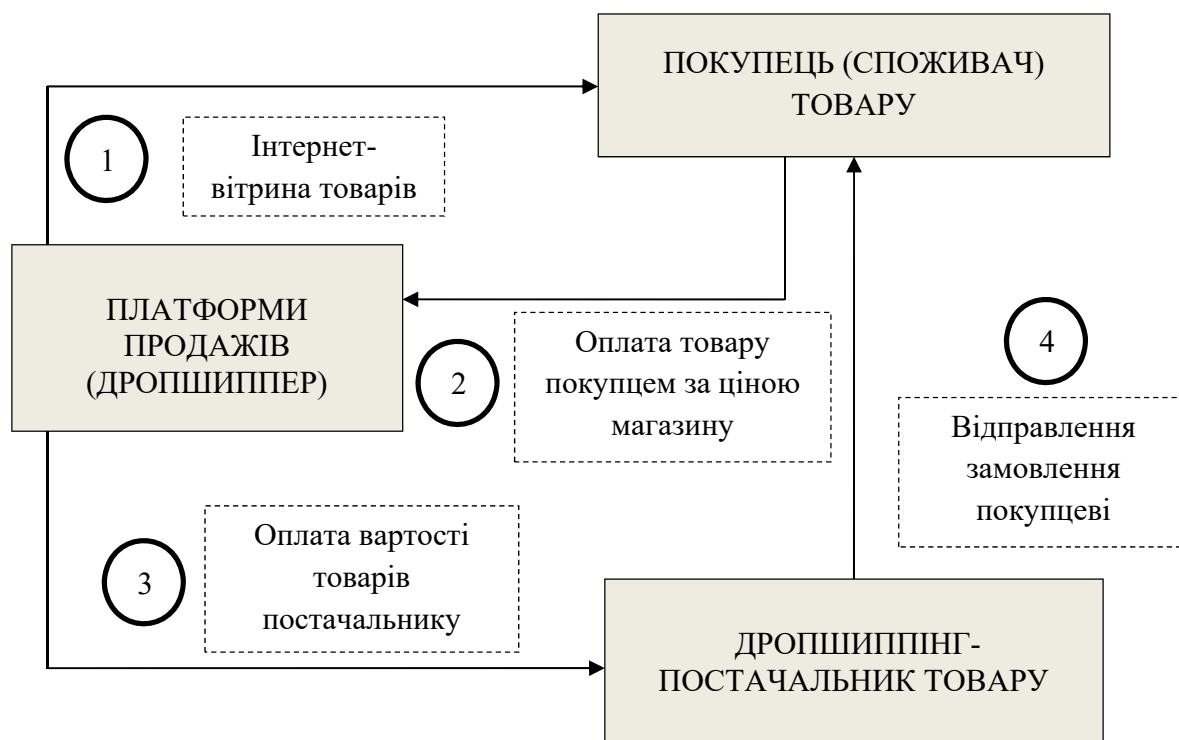 ПОКУПЕЦЬ (СПОЖИВАЧ)
ТОВАРУ
1
Інтернет-
вітрина товарів
ПЛАТФОРМИ
ПРОДАЖІВ
(ДРОПШИППЕР)
2
Оплата товару
покупцем за ціною
магазину
4
Відправлення
замовлення
покупцеві
3
Оплата вартості
товарів
постачальнику
ДРОПШИППІНГ-
ПОСТАЧАЛЬНИК ТОВАРУ